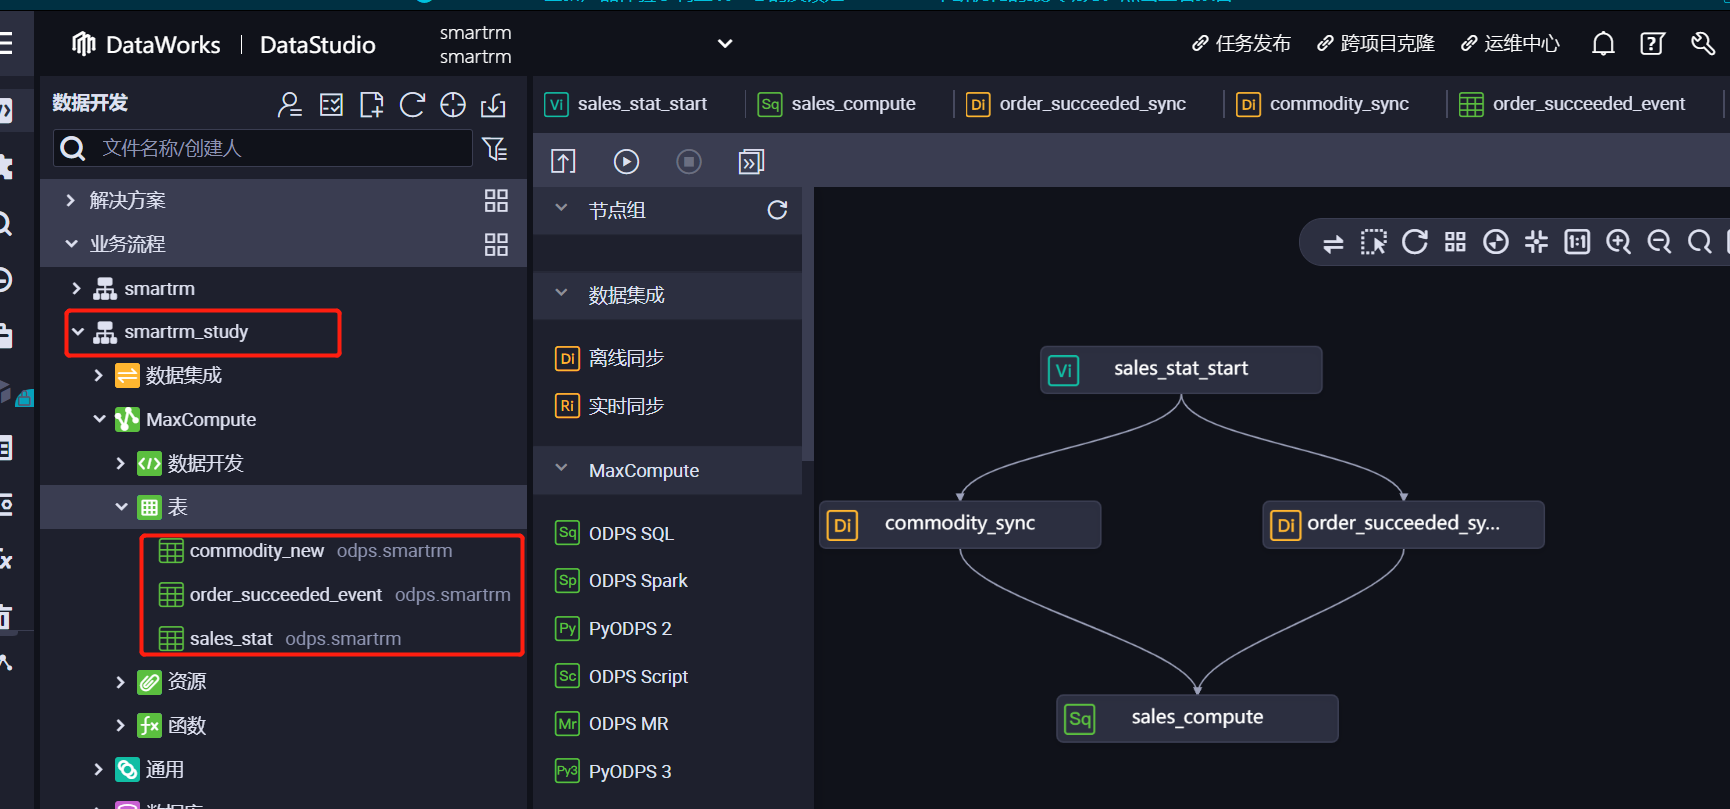 DataWorks
DataStudio
smartrm
smartrm
任务发布
跨项目克隆
运维中心
数据开发
文件名称/创建人
解决方案
业务流程
smartrm
smartrm_study
数据集成
MaxCompute
数据开发
表
commodity_new odps.smartrm
order_succeeded_event odps.smartrm
sales_stat odps.smartrm
资源
函数
通用
Vi sales_stat_start
Sq sales_compute
Di order_succeeded_sync
Di commodity_sync
order_succeeded_event
节点组
数据集成
Di 离线同步
Ri 实时同步
MaxCompute
Sq ODPS SQL
Sp ODPS Spark
Py PyODPS 2
Sc ODPS Script
Mr ODPS MR
Py3 PyODPS 3
1:1
Vi sales_stat_start
Di commodity_sync
Di order_succeeded_sy...
Sq sales_compute